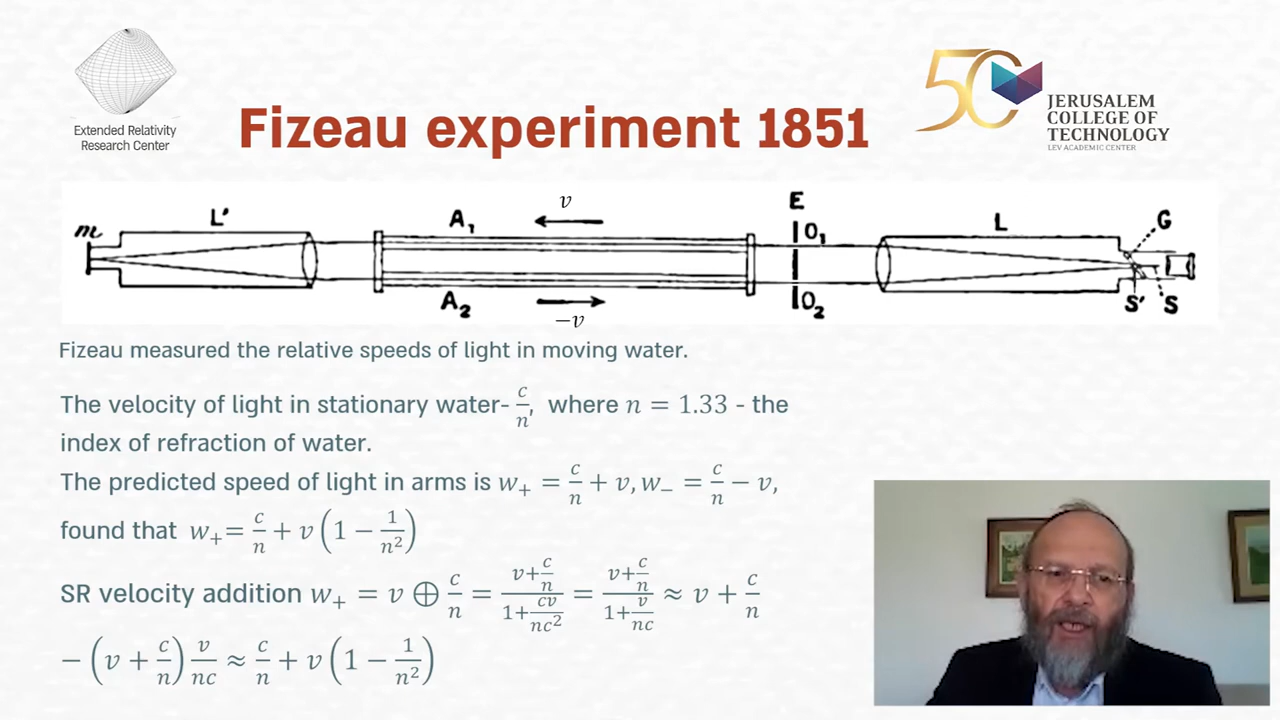 Extended Relativity
Research Center
Fizeau experiment 1851
50
JERUSALEM
COLLEGE OF
TECHNOLOGY
LEV ACADEMIC CENTER
m
L'
A₁
v
E
O₁
L
G
A₂
−v
O₂
S'
S
Fizeau measured the relative speeds of light in moving water.
The velocity of light in stationary water- c/n, where n = 1.33 - the
index of refraction of water.
The predicted speed of light in arms is w₊ = c/n + v, w₋ = c/n − v,
found that w₊= c/n + v(1 − 1/n²)
SR velocity addition w₊ = v ⊕ c/n = (v+c/n)/(1+cv/nc²) = (v+c/n)/(1+v/nc) ≈ v + c/n
−(v + c/n) v/nc ≈ c/n + v(1 − 1/n²)